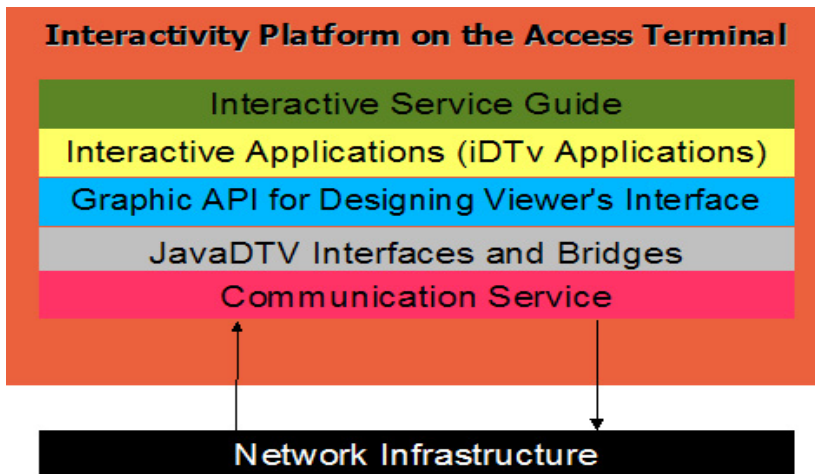 Interactivity Platform on the Access Terminal
Interactive Service Guide
Interactive Applications (iDTv Applications)
Graphic API for Designing Viewer's Interface
JavaDTV Interfaces and Bridges
Communication Service
Network Infrastructure